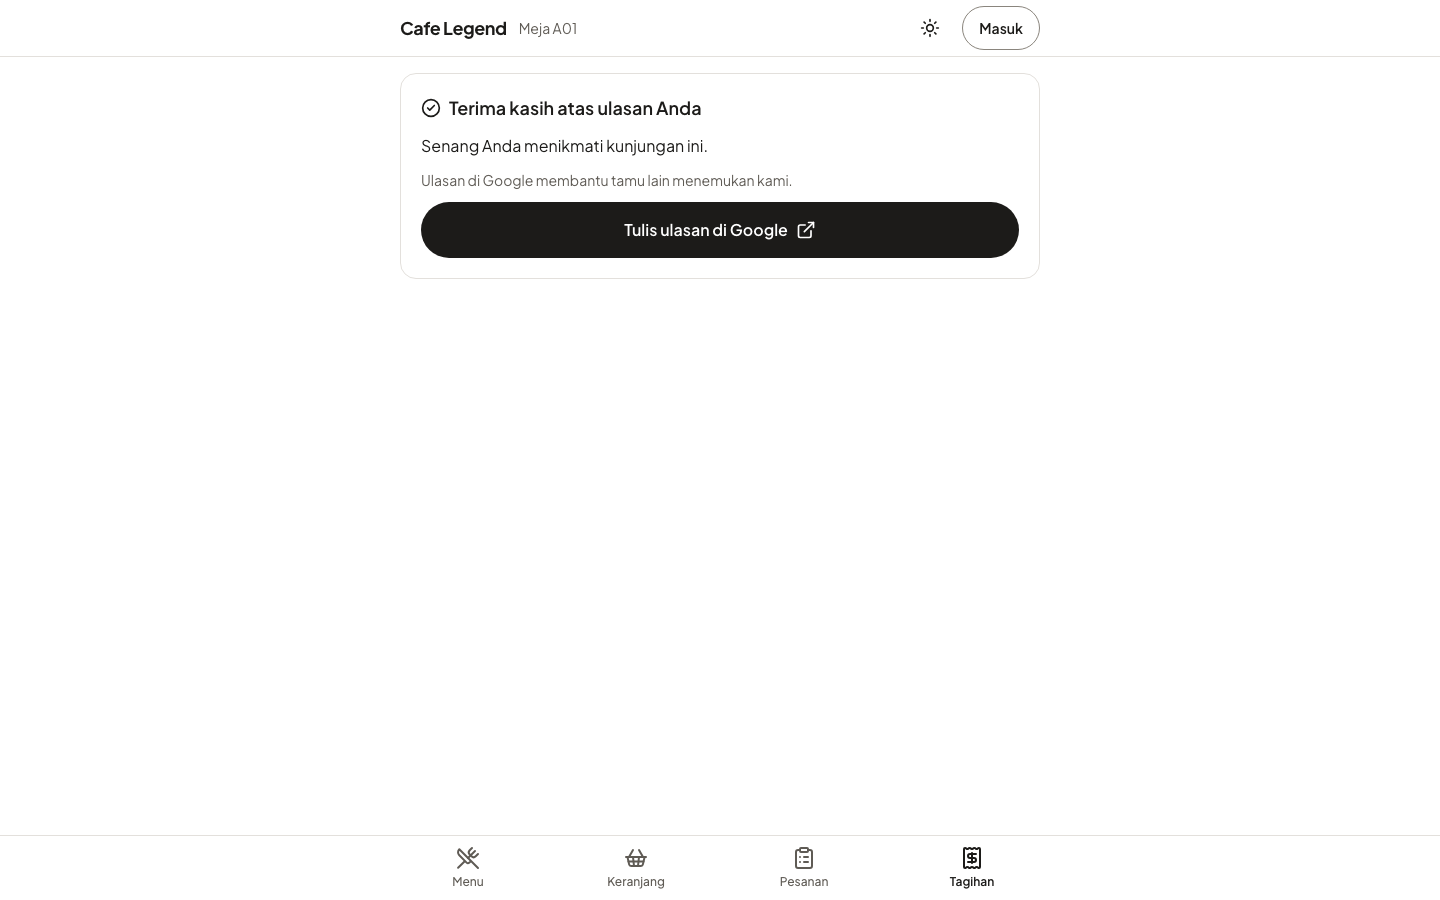 Cafe Legend Meja A01
Masuk
Terima kasih atas ulasan Anda
Senang Anda menikmati kunjungan ini.
Ulasan di Google membantu tamu lain menemukan kami.
Tulis ulasan di Google
Menu
Keranjang
Pesanan
Tagihan